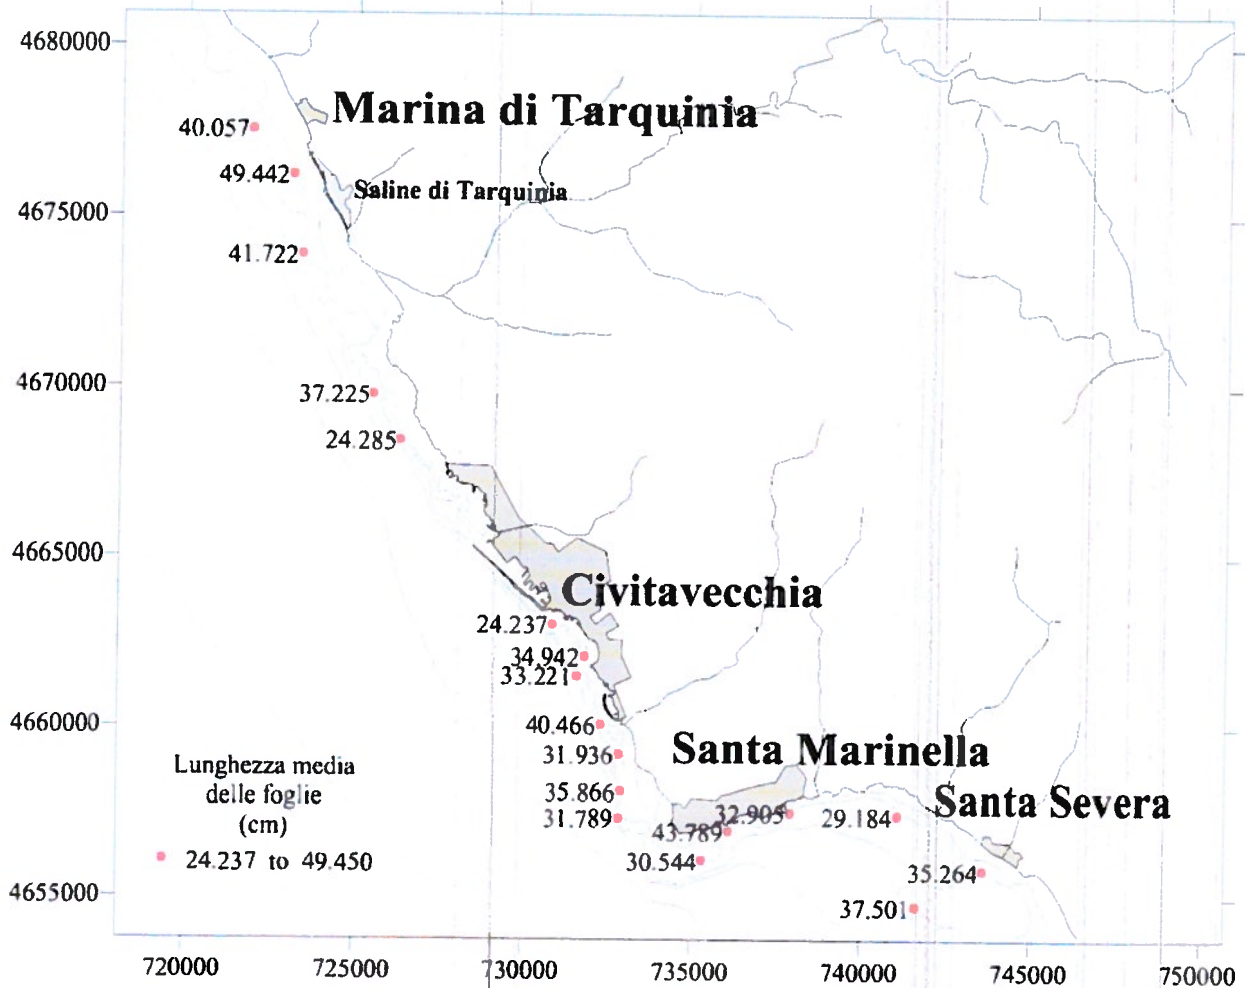 4680000
Marina di Tarquinia
40.057
49.442
Saline di Tarquinia
4675000
41.722
4670000
37.225
24.285
4665000
Civitavecchia
24.237
34.942
33.221
4660000
40.466
Santa Marinella
31.936
Lunghezza media
delle foglie
(cm)
24.237 to 49.450
35.866
Santa Severa
31.789
32.905
29.184
43.789
30.544
35.264
4655000
37.501
720000 725000 730000 735000 740000 745000 750000